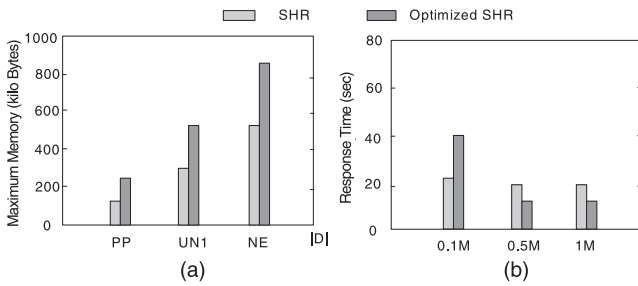 SHR
Optimized SHR
Maximum Memory (kilo Bytes)
1000
800
600
400
200
0
PP
UN1
NE
|D|
(a)
Response Time (sec)
80
60
40
20
0
0.1M
0.5M
1M
(b)